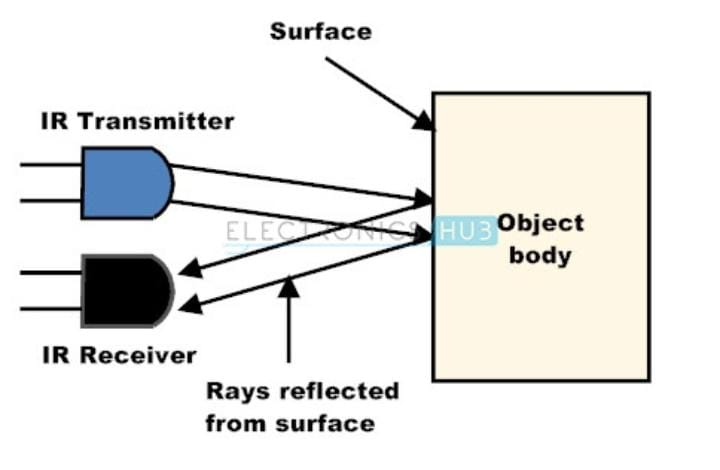 Surface
IR Transmitter
ELECTRONICS HUB
Object
body
IR Receiver
Rays reflected
from surface